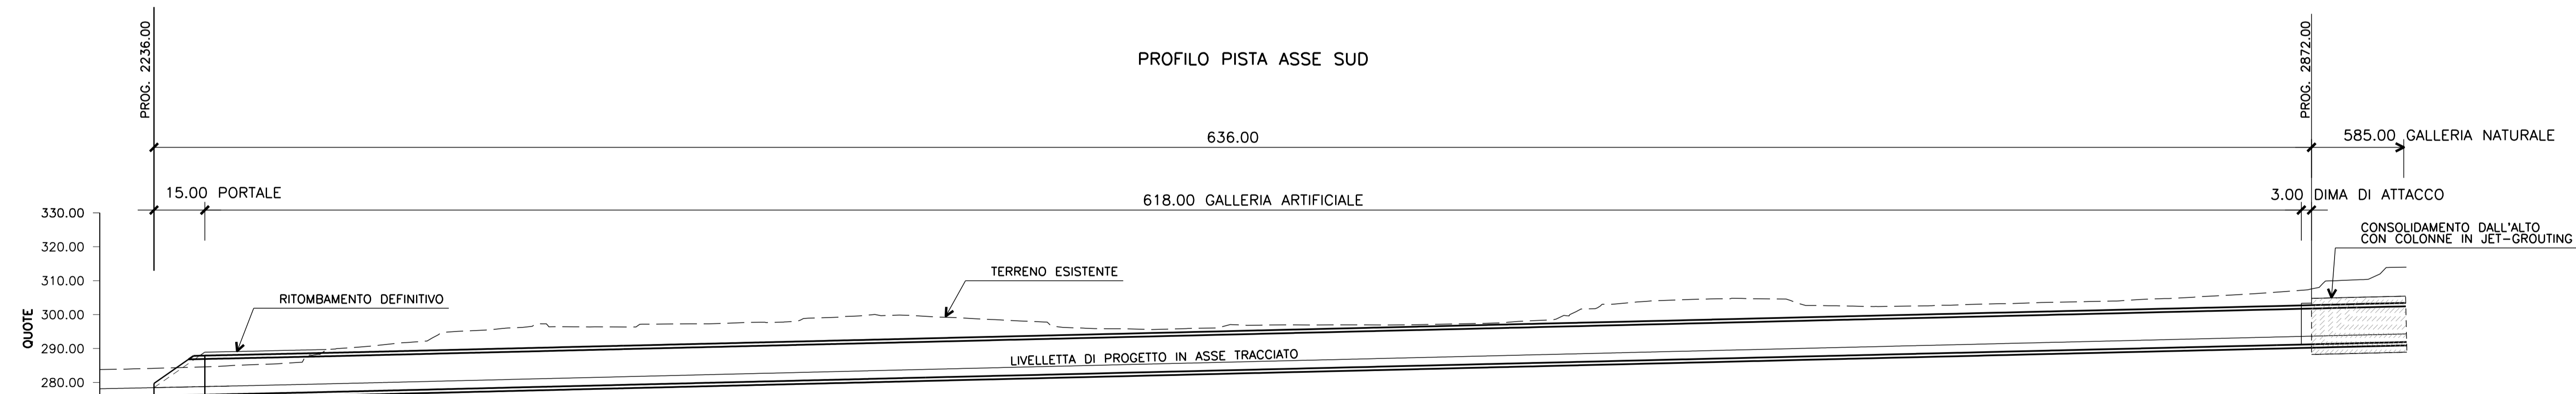 PROG. 2236.00
PROFILO PISTA ASSE SUD
PROG. 2872.00
636.00
585.00 GALLERIA NATURALE
15.00 PORTALE
618.00 GALLERIA ARTIFICIALE
3.00 DIMA DI ATTACCO
CONSOLIDAMENTO DALL'ALTO
CON COLONNE IN JET-GROUTING
330.00
320.00
310.00
300.00
290.00
280.00
QUOTE
RITOMBAMENTO DEFINITIVO
TERRENO ESISTENTE
LIVELLETTA DI PROGETTO IN ASSE TRACCIATO